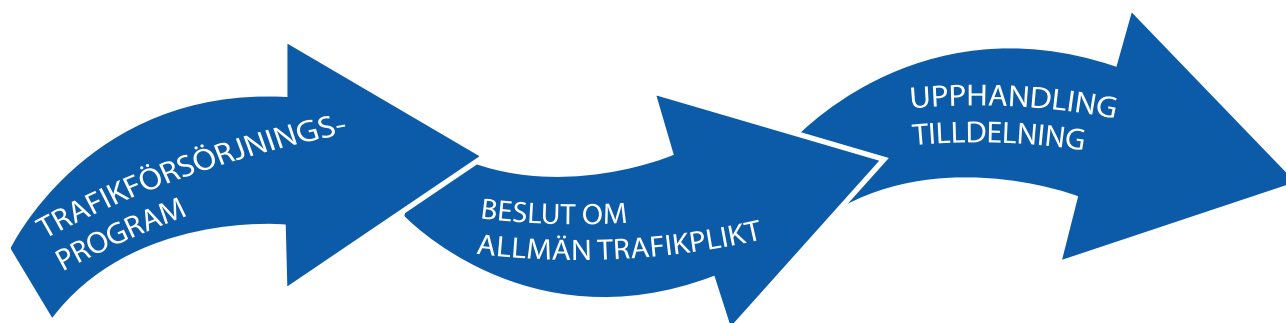 TRAFIKFÖRSÖRJNINGS-
PROGRAM
BESLUT OM
ALLMÄN TRAFIKPLIKT
UPPHANDLING
TILLDELNING